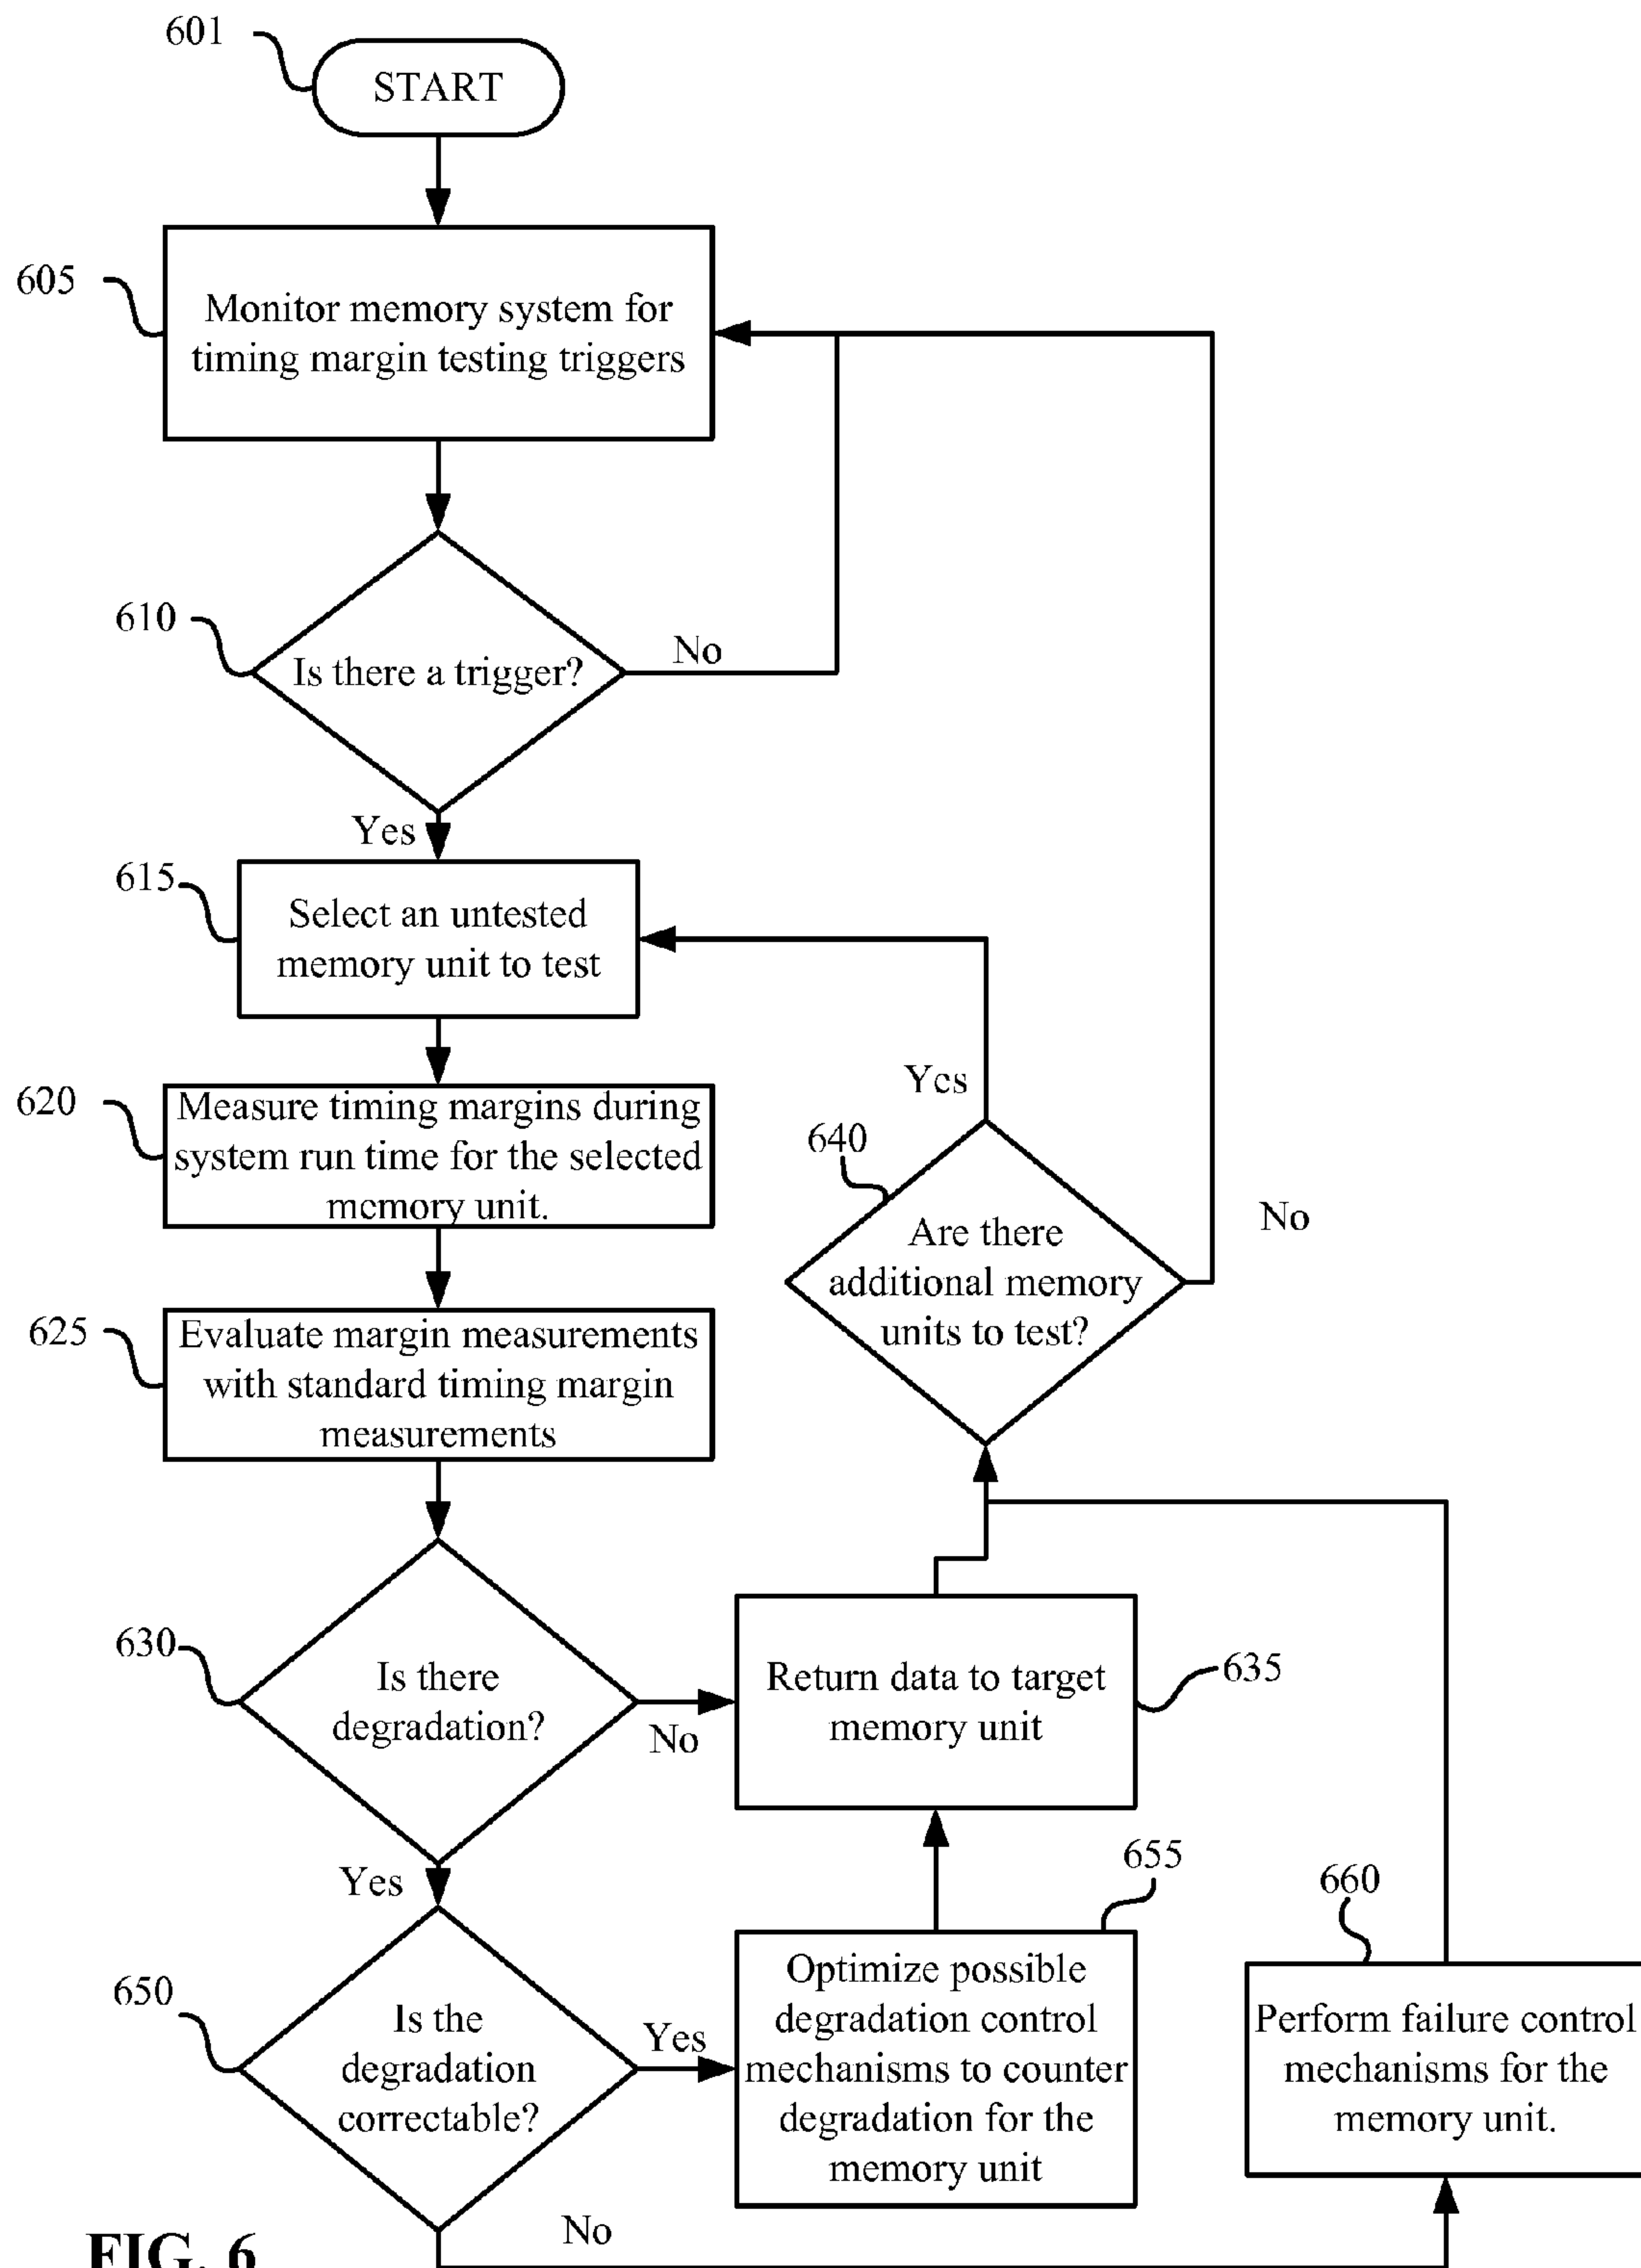 601
START
605
Monitor memory system for
timing margin testing triggers
610
Is there a trigger?
No
Yes
615
Select an untested
memory unit to test
620
Measure timing margins during
system run time for the selected
memory unit.
Yes
640
Are there
additional memory
units to test?
No
625
Evaluate margin measurements
with standard timing margin
measurements
630
Is there
degradation?
No
Return data to target
memory unit
635
Yes
655
660
650
Is the
degradation
correctable?
Yes
Optimize possible
degradation control
mechanisms to counter
degradation for the
memory unit
Perform failure control
mechanisms for the
memory unit.
No
FIG. 6